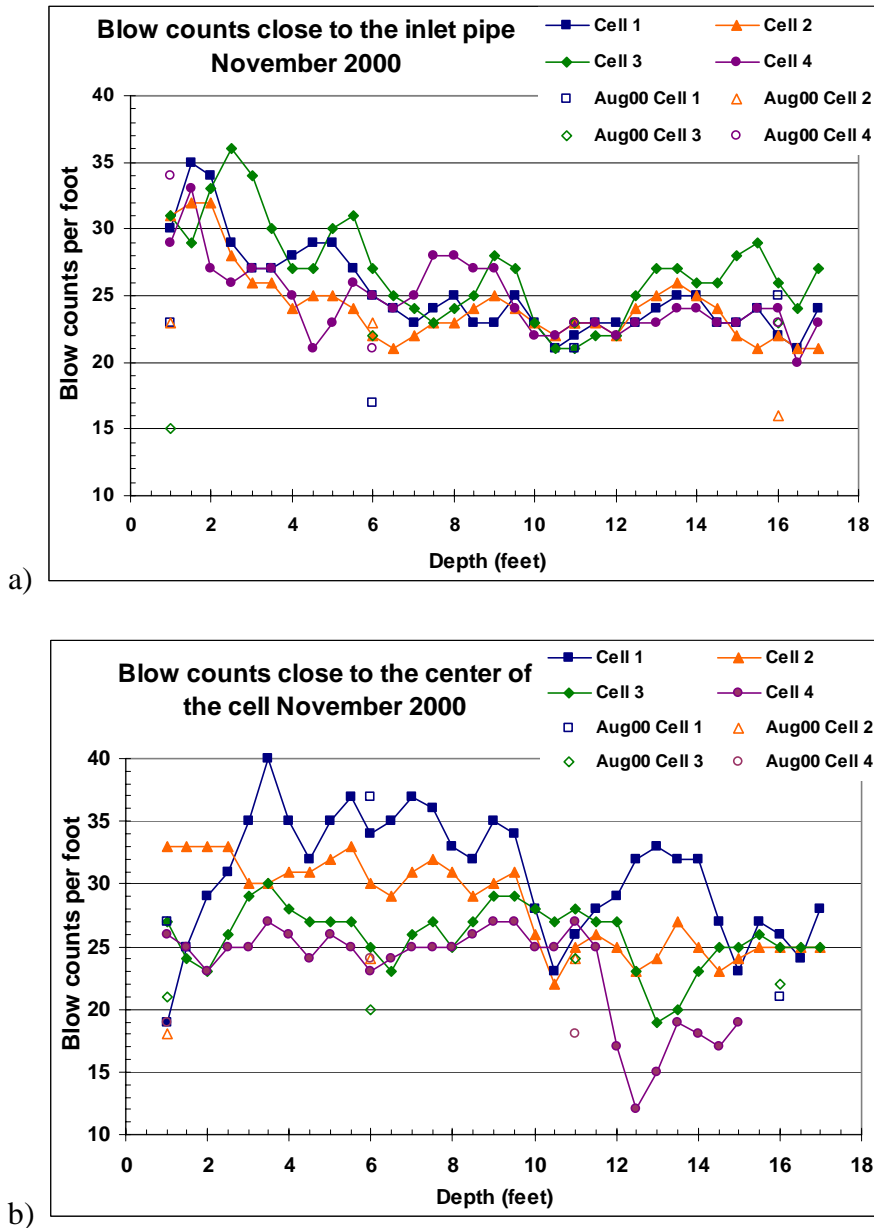 Blow counts close to the inlet pipe
November 2000
Cell 1
Cell 2
Cell 3
Cell 4
Aug00 Cell 1
Aug00 Cell 2
Aug00 Cell 3
Aug00 Cell 4
Blow counts per foot
40
35
30
25
20
15
10
0 2 4 6 8 10 12 14 16 18
Depth (feet)
a)
Blow counts close to the center of
the cell November 2000
Cell 1
Cell 2
Cell 3
Cell 4
Aug00 Cell 1
Aug00 Cell 2
Aug00 Cell 3
Aug00 Cell 4
Blow counts per foot
40
35
30
25
20
15
10
0 2 4 6 8 10 12 14 16 18
Depth (feet)
b)